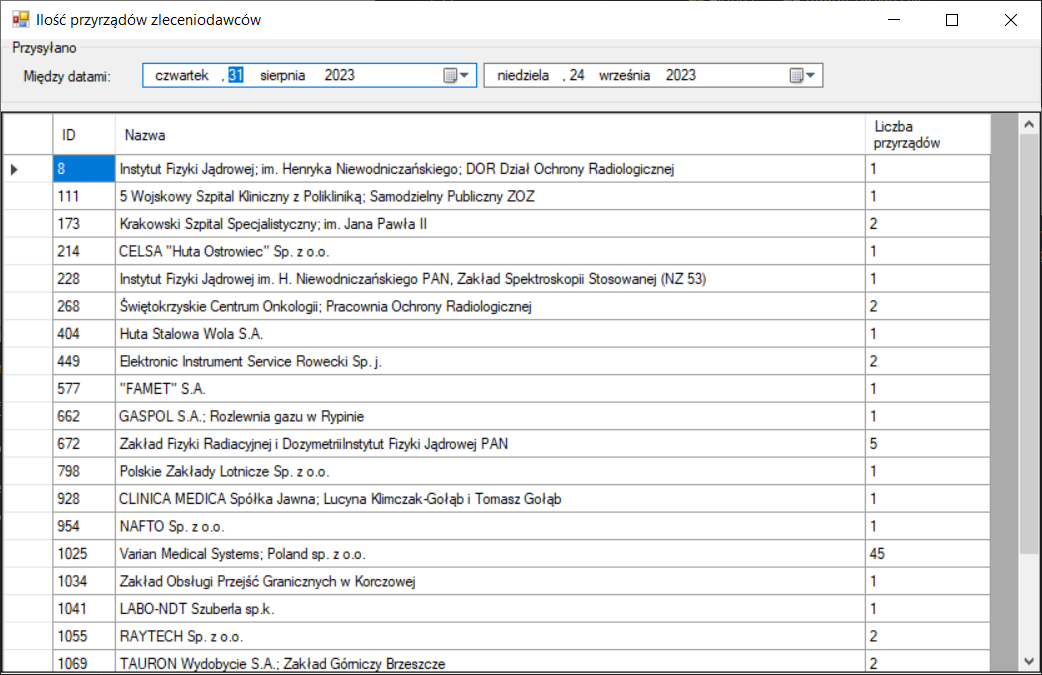 Ilość przyrządów zleceniodawców
Przysyłano
Między datami: czwartek , 31 sierpnia 2023 niedziela , 24 września 2023
ID Nazwa Liczba przyrządów
8 Instytut Fizyki Jądrowej; im. Henryka Niewodniczańskiego; DOR Dział Ochrony Radiologicznej 1
111 5 Wojskowy Szpital Kliniczny z Polikliniką; Samodzielny Publiczny ZOZ 1
173 Krakowski Szpital Specjalistyczny; im. Jana Pawła II 2
214 CELSA "Huta Ostrowiec" Sp. z o.o. 1
228 Instytut Fizyki Jądrowej im. H. Niewodniczańskiego PAN, Zakład Spektroskopii Stosowanej (NZ 53) 1
268 Świętokrzyskie Centrum Onkologii; Pracownia Ochrony Radiologicznej 2
404 Huta Stalowa Wola S.A. 1
449 Elektronic Instrument Service Rowecki Sp. j. 2
577 "FAMET" S.A. 1
662 GASPOL S.A.; Rozlewnia gazu w Rypinie 1
672 Zakład Fizyki Radiacyjnej i DozymetriiInstytut Fizyki Jądrowej PAN 5
798 Polskie Zakłady Lotnicze Sp. z o.o. 1
928 CLINICA MEDICA Spółka Jawna; Lucyna Klimczak-Gołąb i Tomasz Gołąb 1
954 NAFTO Sp. z o.o. 1
1025 Varian Medical Systems; Poland sp. z o.o. 45
1034 Zakład Obsługi Przejść Granicznych w Korczowej 1
1041 LABO-NDT Szuberla sp.k. 1
1055 RAYTECH Sp. z o.o. 2
1069 TAURON Wydobycie S.A.; Zakład Górniczy Brzeszcze 2